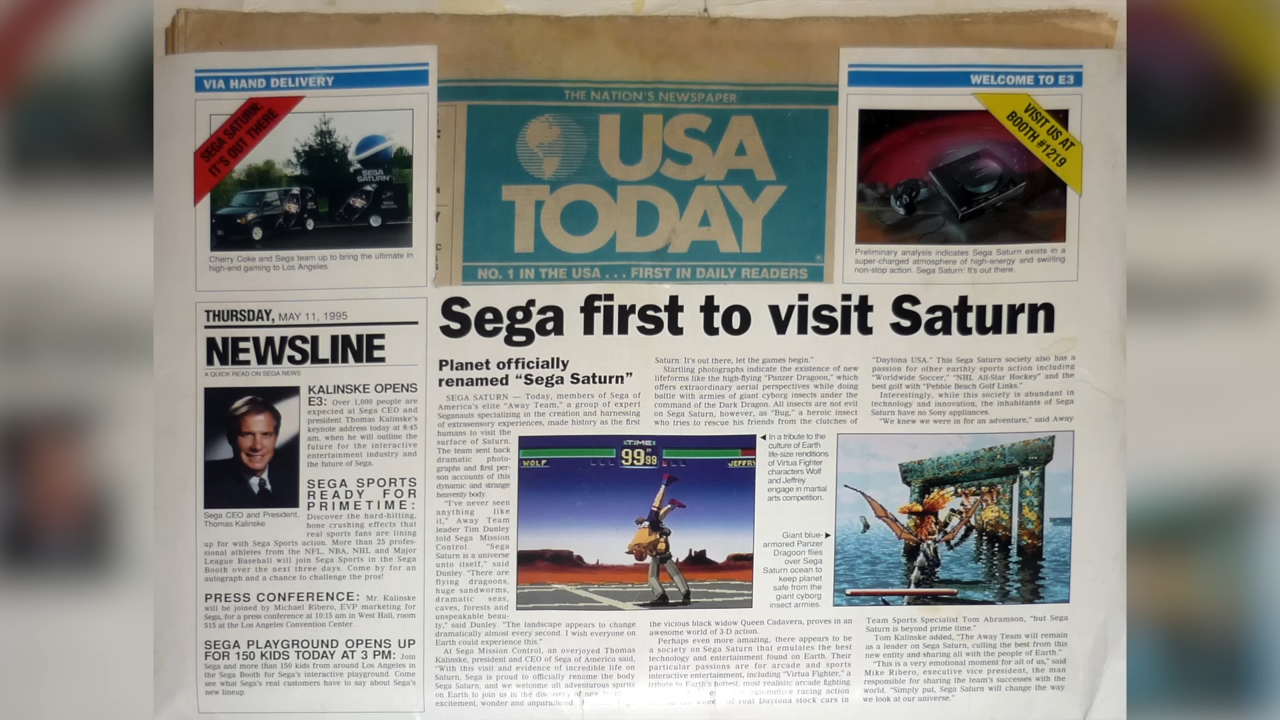 VIA HAND DELIVERY
SEGA SATURN:
IT'S OUT THERE
SEGA
SATURN
Cherry Coke and Sega team up to bring the ultimate in
high-end gaming to Los Angeles.
THE NATION'S NEWSPAPER
USA
TODAY
NO. 1 IN THE USA . . . FIRST IN DAILY READERS
WELCOME TO E3
VISIT US AT
BOOTH #1219
Preliminary analysis indicates Sega Saturn exists in a
super-charged atmosphere of high-energy and swirling
non-stop action. Sega Saturn: It's out there.
THURSDAY, MAY 11, 1995
NEWSLINE
A QUICK READ ON SEGA NEWS
KALINSKE OPENS
E3: Over 1,000 people are
expected at Sega CEO and
president Thomas Kalinske's
keynote address today at 8:45
am, when he will outline the
future for the interactive
entertainment industry and
the future of Sega.
Sega CEO and President,
Thomas Kalinske.
SEGA SPORTS
READY FOR
PRIMETIME:
Discover the hard-hitting,
bone crushing effects that
real sports fans are lining
up for with Sega Sports action. More than 25 profes-
sional athletes from the NFL, NBA, NHL and Major
League Baseball will join Sega Sports in the Sega
Booth over the next three days. Come by for an
autograph and a chance to challenge the pros!
PRESS CONFERENCE: Mr. Kalinske
will be joined by Michael Ribero, EVP marketing for
Sega, for a press conference at 10:15 am in West Hall, room
515 at the Los Angeles Convention Center.
SEGA PLAYGROUND OPENS UP
FOR 150 KIDS TODAY AT 3 PM: Join
Sega and more than 150 kids from around Los Angeles in
the Sega Booth for Sega's interactive playground. Come
see what Sega's real customers have to say about Sega's
new lineup.
Sega first to visit Saturn
Planet officially
renamed "Sega Saturn"
SEGA SATURN — Today, members of Sega of
America's elite "Away Team," a group of expert
Seganauts specializing in the creation and harnessing
of extrasensory experiences, made history as the first
humans to visit the
surface of Saturn.
The team sent back
dramatic photo-
graphs and first per-
son accounts of this
dynamic and strange
heavenly body.
"I've never seen
anything like
it," Away Team
leader Tim Dunley
told Sega Mission
Control. "Sega
Saturn is a universe
unto itself," said
Dunley. "There are
flying dragoons,
huge sandworms,
dramatic seas,
caves, forests and
unspeakable beau-
ty," said Dunley. "The landscape appears to change
dramatically almost every second. I wish everyone on
Earth could experience this."
At Sega Mission Control, an overjoyed Thomas
Kalinske, president and CEO of Sega of America, said,
"With this visit and evidence of incredible life on
Saturn, Sega is proud to officially rename the body
Sega Saturn, and we welcome all adventurous spirits
on Earth to join us in the discovery of new
excitement, wonder and unparalleled
Saturn: It's out there, let the games begin."
Startling photographs indicate the existence of new
lifeforms like the high-flying "Panzer Dragoon," which
offers extraordinary aerial perspectives while doing
battle with armies of giant cyborg insects under the
command of the Dark Dragon. All insects are not evil
on Sega Saturn, however, as "Bug," a heroic insect
who tries to rescue his friends from the clutches of
TIME
WOLF
99"99
JEFFRY
In a tribute to the
culture of Earth
life-size renditions
of Virtua Fighter
characters Wolf
and Jeffrey
engage in martial
arts competition.
Giant blue-
armored Panzer
Dragoon flies
over Sega
Saturn ocean to
keep planet
safe from the
giant cyborg
insect armies.
the vicious black widow Queen Cadavera, proves in an
awesome world of 3-D action.
Perhaps even more amazing, there appears to be
a society on Sega Saturn that emulates the best
technology and entertainment found on Earth. Their
particular passions are for arcade and sports
interactive entertainment, including "Virtua Fighter," a
tribute to Earth's hottest, most realistic arcade fighting
racing action
of real Daytona stock cars in
"Daytona USA." This Sega Saturn society also has a
passion for other earthly sports action including
"Worldwide Soccer," "NHL All-Star Hockey" and the
best golf with "Pebble Beach Golf Links."
Interestingly, while this society is abundant in
technology and innovation, the inhabitants of Sega
Saturn have no Sony appliances.
"We knew we were in for an adventure," said Away
Team Sports Specialist Tom Abramson, "but Sega
Saturn is beyond prime time."
Tom Kalinske added, "The Away Team will remain
as a leader on Sega Saturn, culling the best from this
new entity and sharing all with the people of Earth."
"This is a very emotional moment for all of us," said
Mike Ribero, executive vice president, the man
responsible for sharing the team's successes with the
world. "Simply put, Sega Saturn will change the way
we look at our universe."